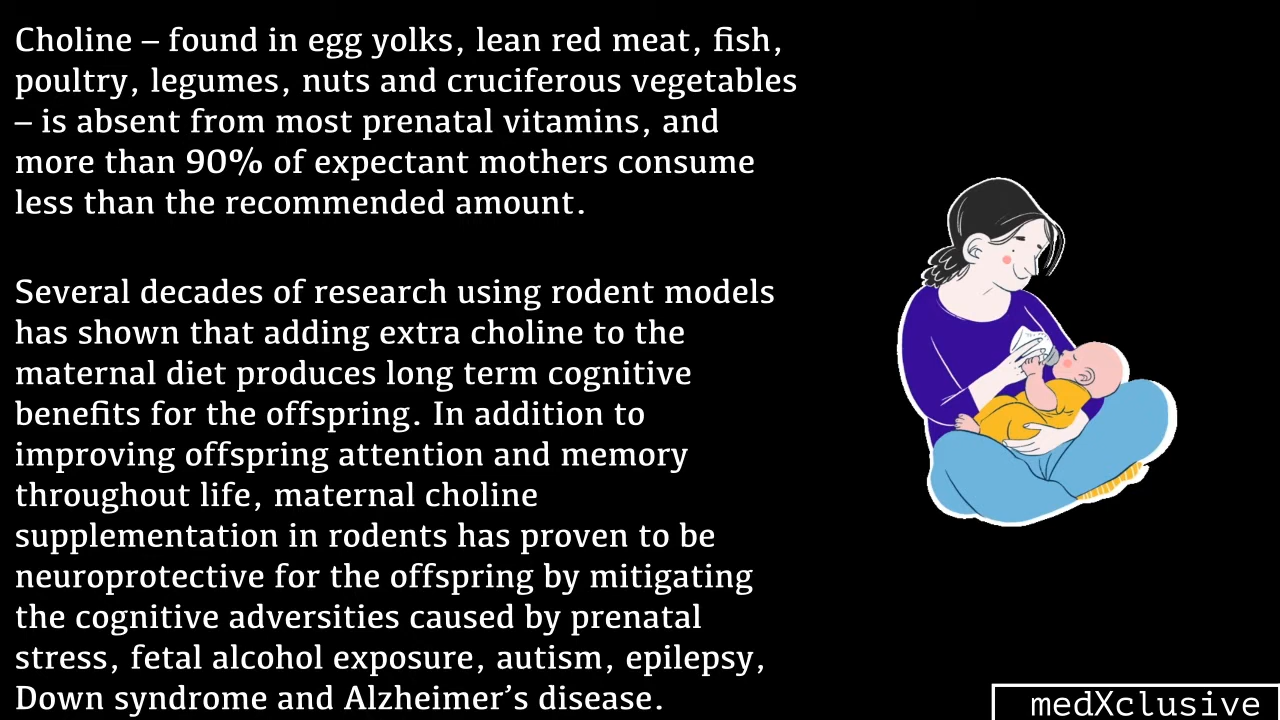 Choline – found in egg yolks, lean red meat, fish,
poultry, legumes, nuts and cruciferous vegetables
– is absent from most prenatal vitamins, and
more than 90% of expectant mothers consume
less than the recommended amount.
Several decades of research using rodent models
has shown that adding extra choline to the
maternal diet produces long term cognitive
benefits for the offspring. In addition to
improving offspring attention and memory
throughout life, maternal choline
supplementation in rodents has proven to be
neuroprotective for the offspring by mitigating
the cognitive adversities caused by prenatal
stress, fetal alcohol exposure, autism, epilepsy,
Down syndrome and Alzheimer’s disease.
medXclusive